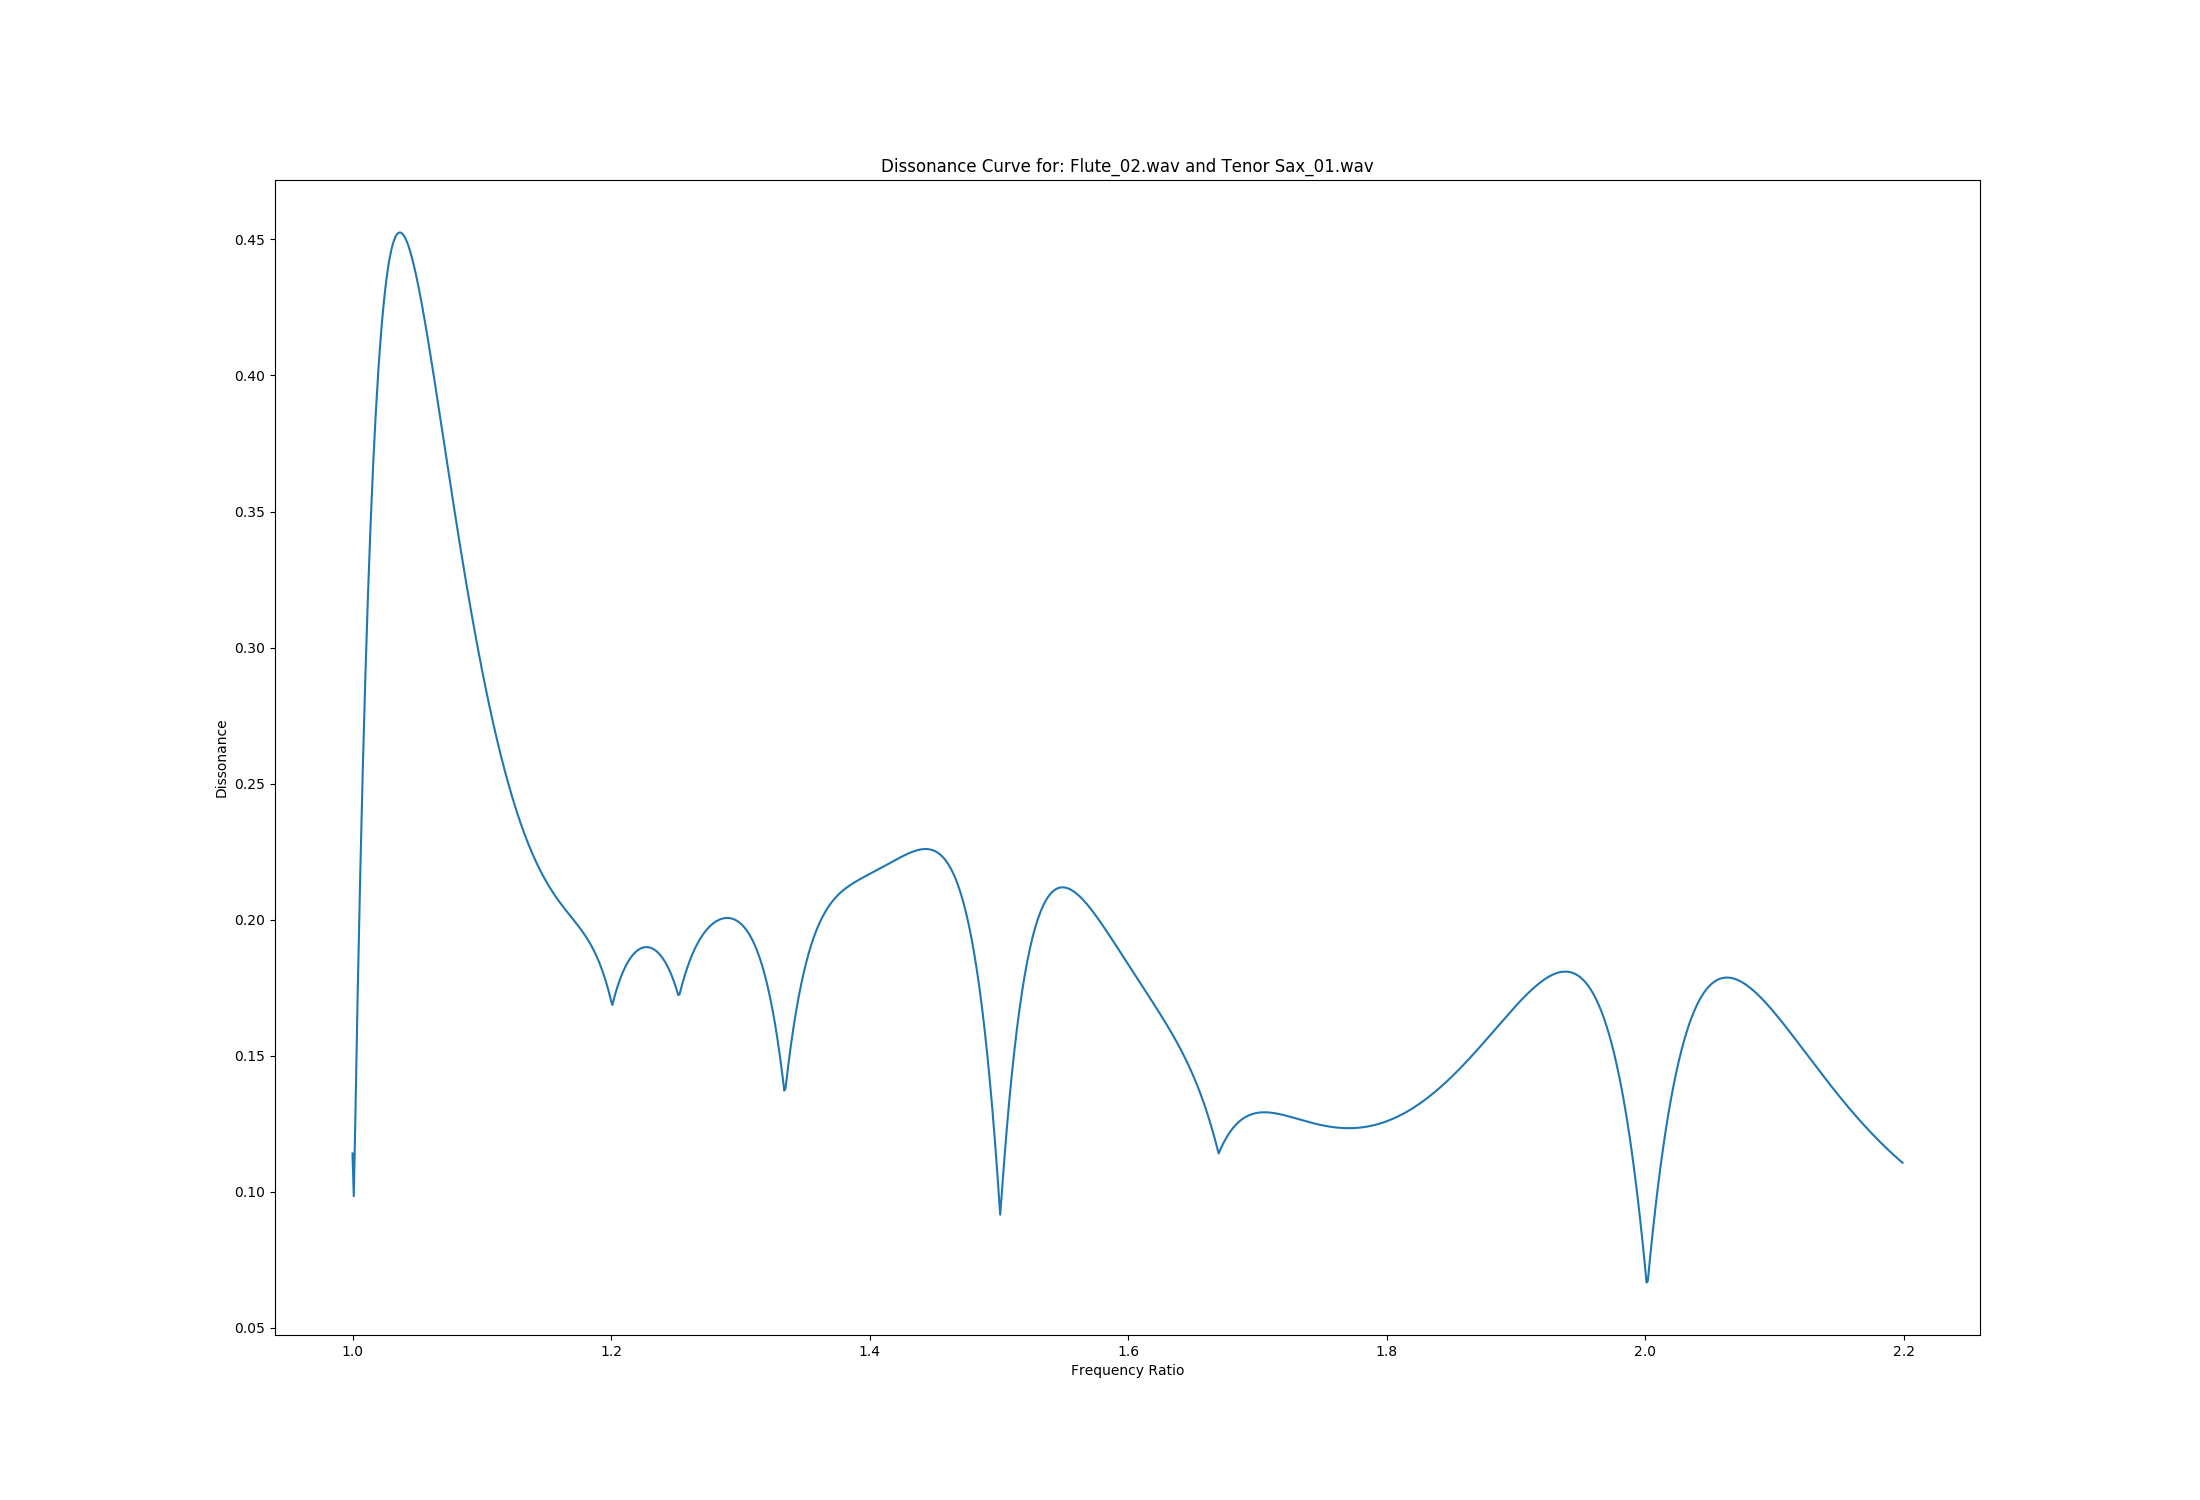 Dissonance Curve for: Flute_02.wav and Tenor Sax_01.wav
0.45
0.40
0.35
0.30
0.25
0.20
0.15
0.10
0.05
Dissonance
1.0 1.2 1.4 1.6 1.8 2.0 2.2
Frequency Ratio